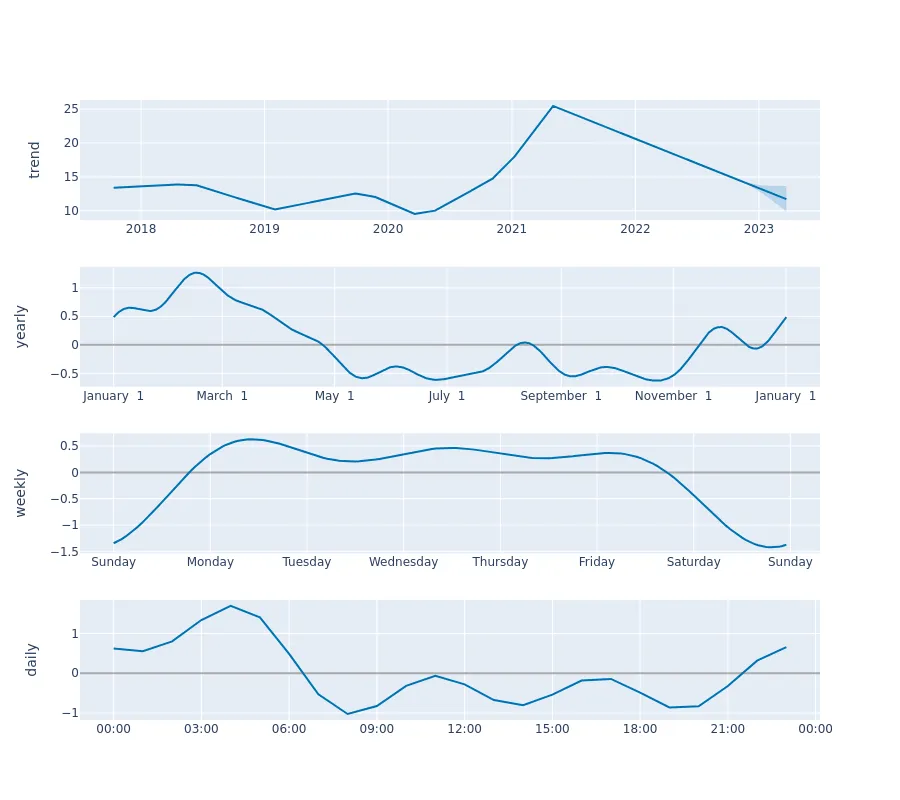 trend
25
20
15
10
2018 2019 2020 2021 2022 2023
yearly
1
0.5
0
−0.5
January 1 March 1 May 1 July 1 September 1 November 1 January 1
weekly
0.5
0
−0.5
−1
−1.5
Sunday Monday Tuesday Wednesday Thursday Friday Saturday Sunday
daily
1
0
−1
00:00 03:00 06:00 09:00 12:00 15:00 18:00 21:00 00:00